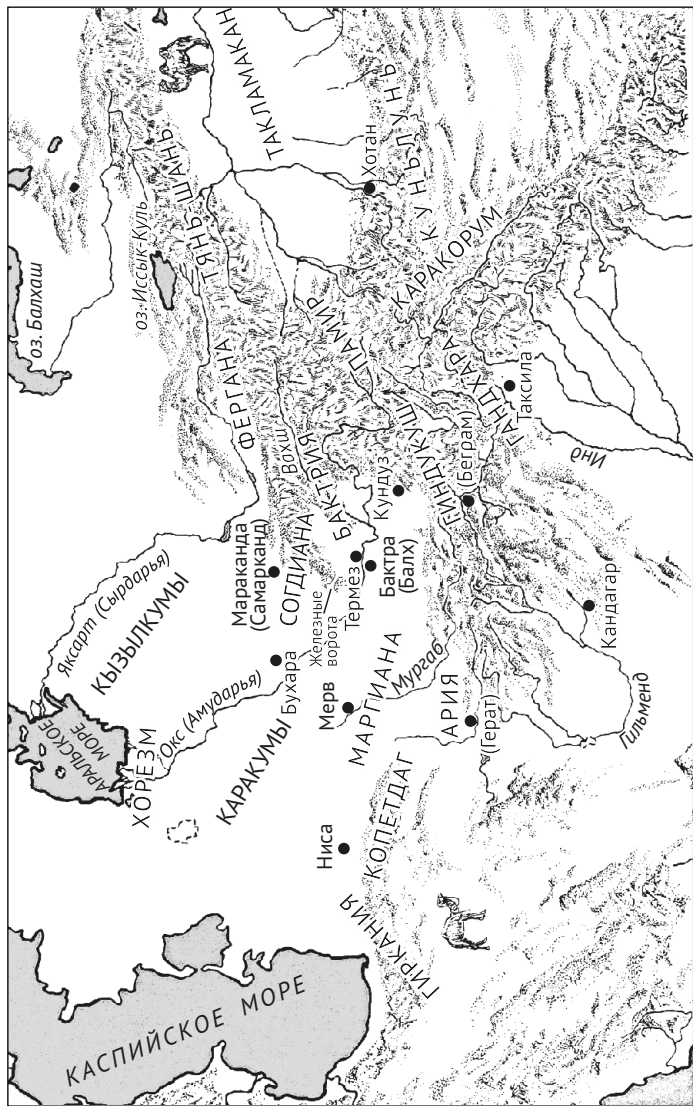 КАСПИЙСКОЕ МОРЕ
АРАЛЬСКОЕ
МОРЕ
ХОРЕЗМ
Окс (Амударья)
Яксарт (Сырдарья)
КЫЗЫЛКУМЫ
КАРАКУМЫ
оз. Балхаш
оз. Иссык-Куль
ТЯНЬ-ШАНЬ
ТАКЛАМАКАН
ФЕРГАНА
Мараканда
(Самарканд)
СОГДИАНА
Вахш
БАКТРИЯ
ПАМИР
Хотан
КУНЬЛУНЬ
КАРАКОРУМ
Бухара
Железные
ворота
Термез
Бактра
(Балх)
Кундуз
ГИНДУКУШ
(Беграм)
ГАНДХАРА
Таксила
Инд
Ниса
Мерв
МАРГИАНА
Мургаб
КОПЕТДАГ
ГИРКАНИЯ
АРИЯ
(Герат)
Кандагар
Гильменд